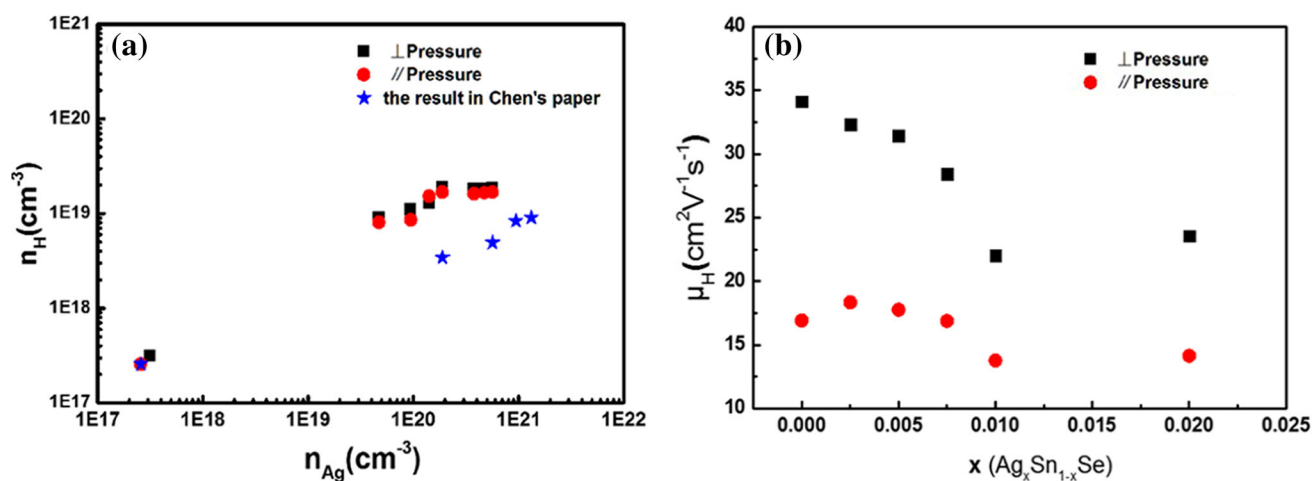 (a)
⊥Pressure
//Pressure
the result in Chen's paper
1E21
1E20
1E19
1E18
1E17
n_H(cm⁻³)
1E17 1E18 1E19 1E20 1E21 1E22
n_Ag(cm⁻³)
(b)
⊥Pressure
//Pressure
40
35
30
25
20
15
10
μ_H(cm²V⁻¹s⁻¹)
0.000 0.005 0.010 0.015 0.020 0.025
x (Ag_xSn_1-xSe)